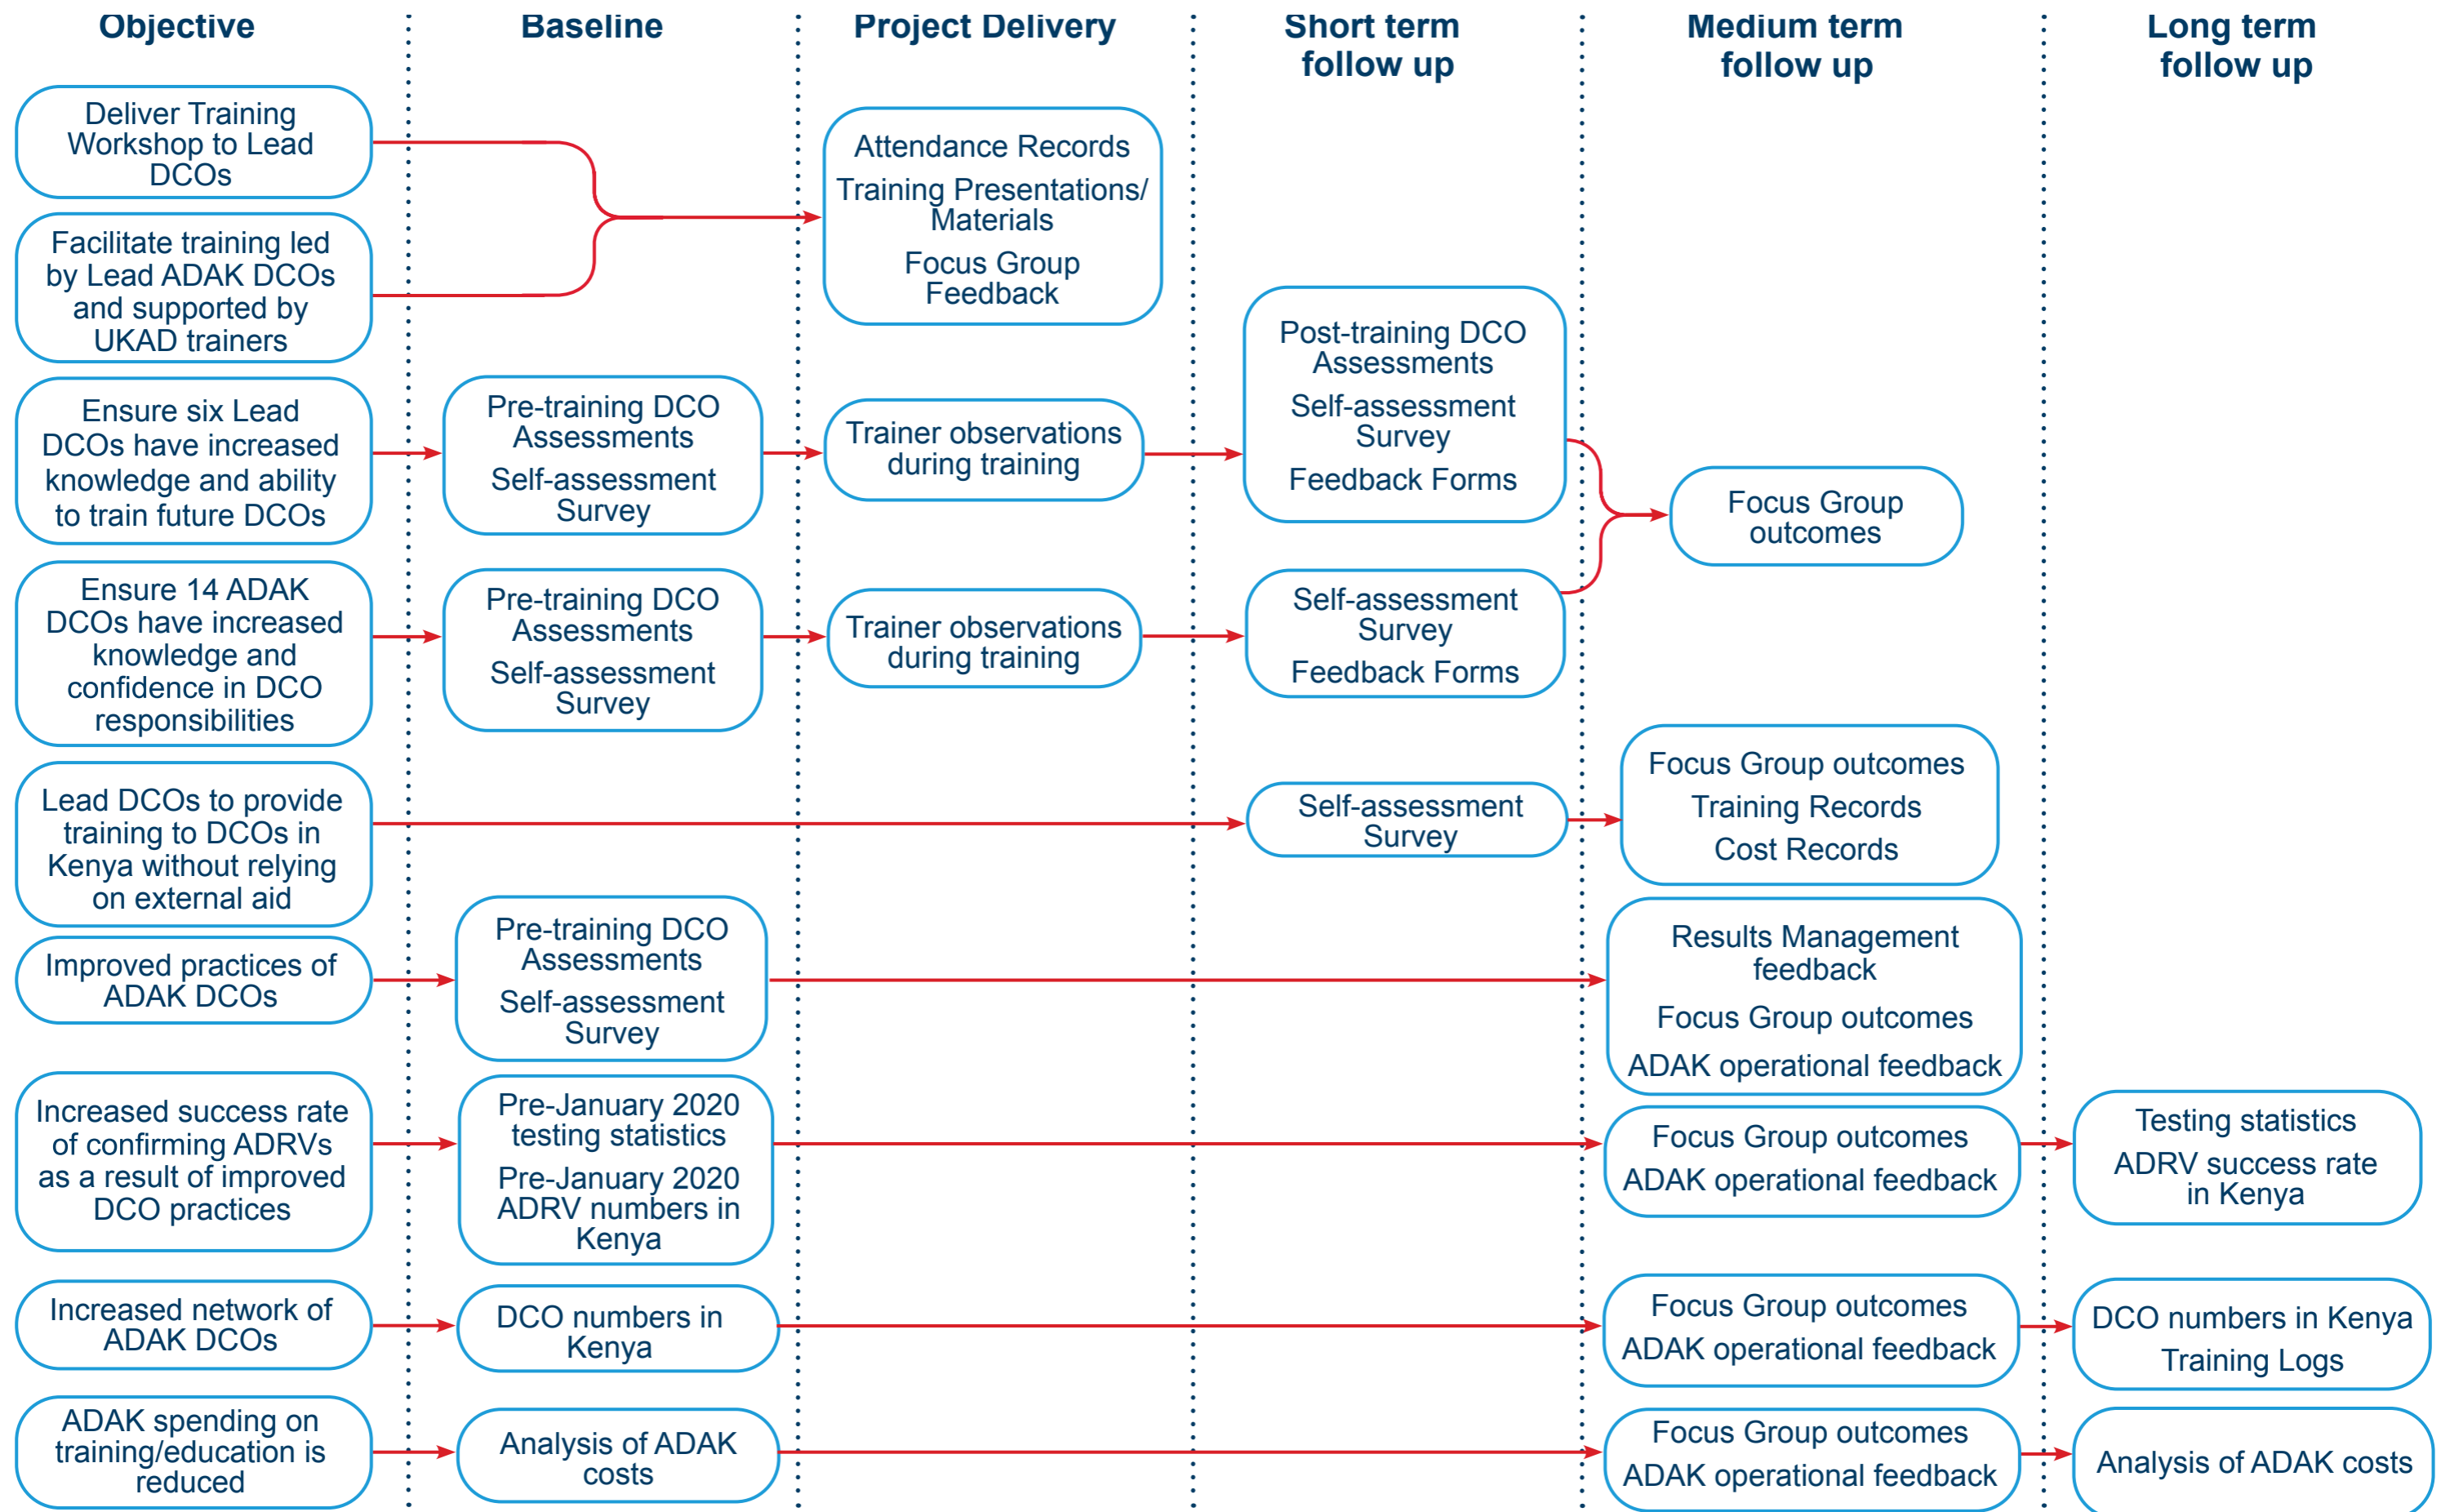 Objective
Baseline
Project Delivery
Short term
follow up
Medium term
follow up
Long term
follow up
Deliver Training
Workshop to Lead
DCOs
Facilitate training led
by Lead ADAK DCOs
and supported by
UKAD trainers
Attendance Records
Training Presentations/
Materials
Focus Group
Feedback
Ensure six Lead
DCOs have increased
knowledge and ability
to train future DCOs
Pre-training DCO
Assessments
Self-assessment
Survey
Trainer observations
during training
Post-training DCO
Assessments
Self-assessment
Survey
Feedback Forms
Focus Group
outcomes
Ensure 14 ADAK
DCOs have increased
knowledge and
confidence in DCO
responsibilities
Pre-training DCO
Assessments
Self-assessment
Survey
Trainer observations
during training
Self-assessment
Survey
Feedback Forms
Lead DCOs to provide
training to DCOs in
Kenya without relying
on external aid
Self-assessment
Survey
Focus Group outcomes
Training Records
Cost Records
Improved practices of
ADAK DCOs
Pre-training DCO
Assessments
Self-assessment
Survey
Results Management
feedback
Focus Group outcomes
ADAK operational feedback
Increased success rate
of confirming ADRVs
as a result of improved
DCO practices
Pre-January 2020
testing statistics
Pre-January 2020
ADRV numbers in
Kenya
Focus Group outcomes
ADAK operational feedback
Testing statistics
ADRV success rate
in Kenya
Increased network of
ADAK DCOs
DCO numbers in
Kenya
Focus Group outcomes
ADAK operational feedback
DCO numbers in Kenya
Training Logs
ADAK spending on
training/education is
reduced
Analysis of ADAK
costs
Focus Group outcomes
ADAK operational feedback
Analysis of ADAK costs